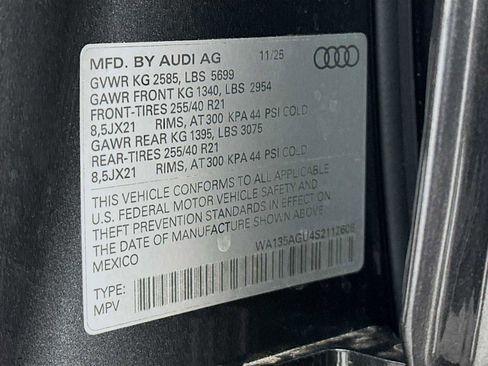 MFD. BY AUDI AG 11/25
GVWR KG 2585, LBS 5699
GAWR FRONT KG 1340, LBS 2954
FRONT-TIRES 255/40 R21
8,5JX21 RIMS, AT 300 KPA 44 PSI COLD
GAWR REAR KG 1395, LBS 3075
REAR-TIRES 255/40 R21
8,5JX21 RIMS, AT 300 KPA 44 PSI COLD
THIS VEHICLE CONFORMS TO ALL APPLICABLE
U.S. FEDERAL MOTOR VEHICLE SAFETY AND
THEFT PREVENTION STANDARDS IN EFFECT ON
THE DATE OF MANUFACTURE SHOWN ABOVE.
MEXICO WA135AGU4S2112608
TYPE:
MPV